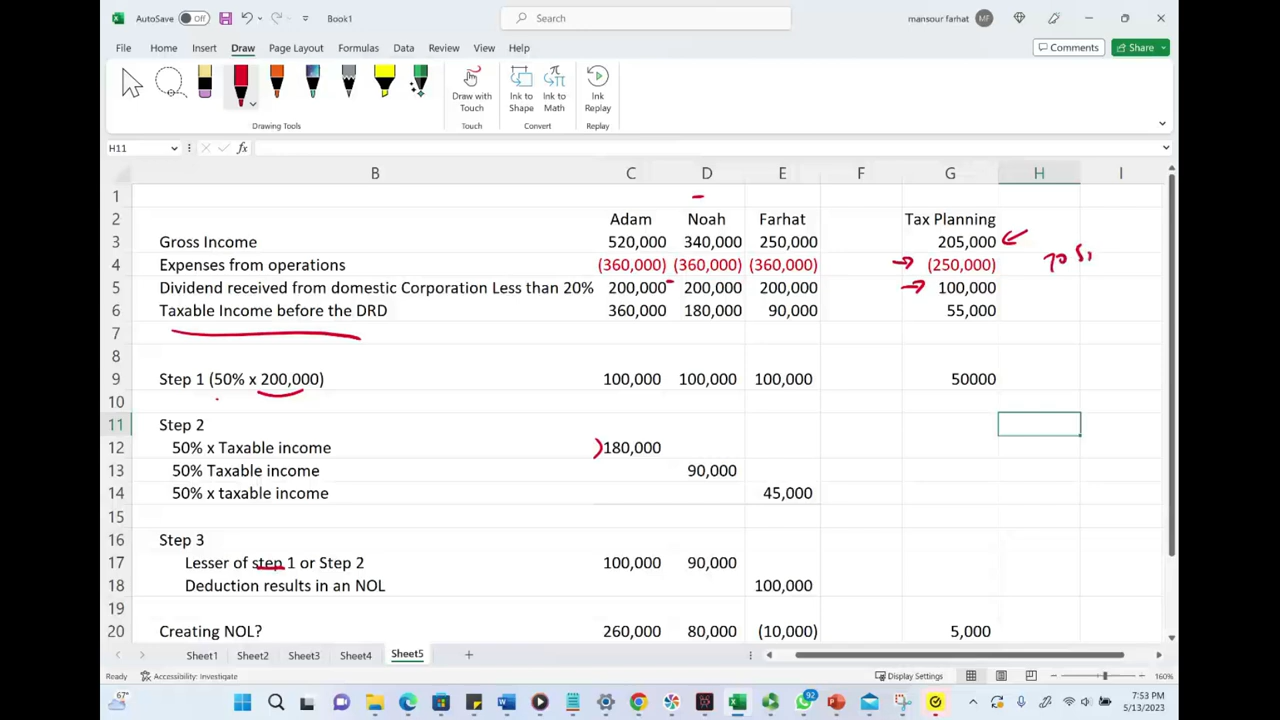 AutoSave Off Book1 Search mansour farhat MF
File Home Insert Draw Page Layout Formulas Data Review View Help Comments Share
Draw with Touch Ink to Shape Ink to Math Ink Replay
Drawing Tools Touch Convert Replay
H11 fx
B C D E F G H I
1
2 Adam Noah Farhat Tax Planning
3 Gross Income 520,000 340,000 250,000 205,000
4 Expenses from operations (360,000) (360,000) (360,000) (250,000)
5 Dividend received from domestic Corporation Less than 20% 200,000 200,000 200,000 100,000
6 Taxable Income before the DRD 360,000 180,000 90,000 55,000
7
8
9 Step 1 (50% x 200,000) 100,000 100,000 100,000 50000
10
11 Step 2
12 50% x Taxable income 180,000
13 50% Taxable income 90,000
14 50% x taxable income 45,000
15
16 Step 3
17 Lesser of step 1 or Step 2 100,000 90,000
18 Deduction results in an NOL 100,000
19
20 Creating NOL? 260,000 80,000 (10,000) 5,000
Sheet1 Sheet2 Sheet3 Sheet4 Sheet5
Ready Accessibility: Investigate Display Settings 160%
67° 92 7:53 PM
5/13/2023